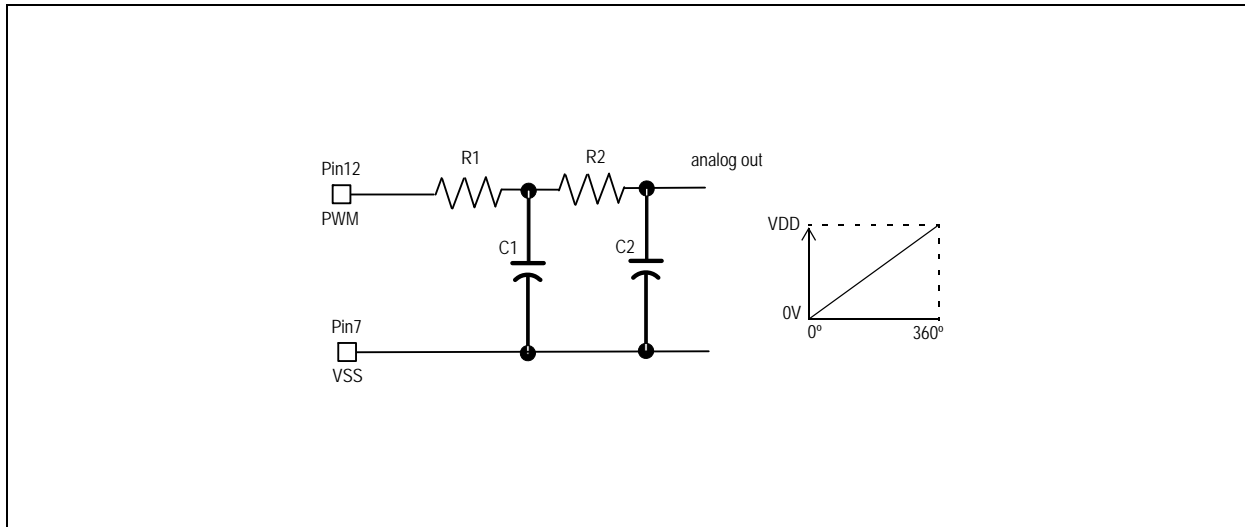 Pin12
PWM
R1
R2
analog out
C1
C2
Pin7
VSS
VDD
0V
0º
360º